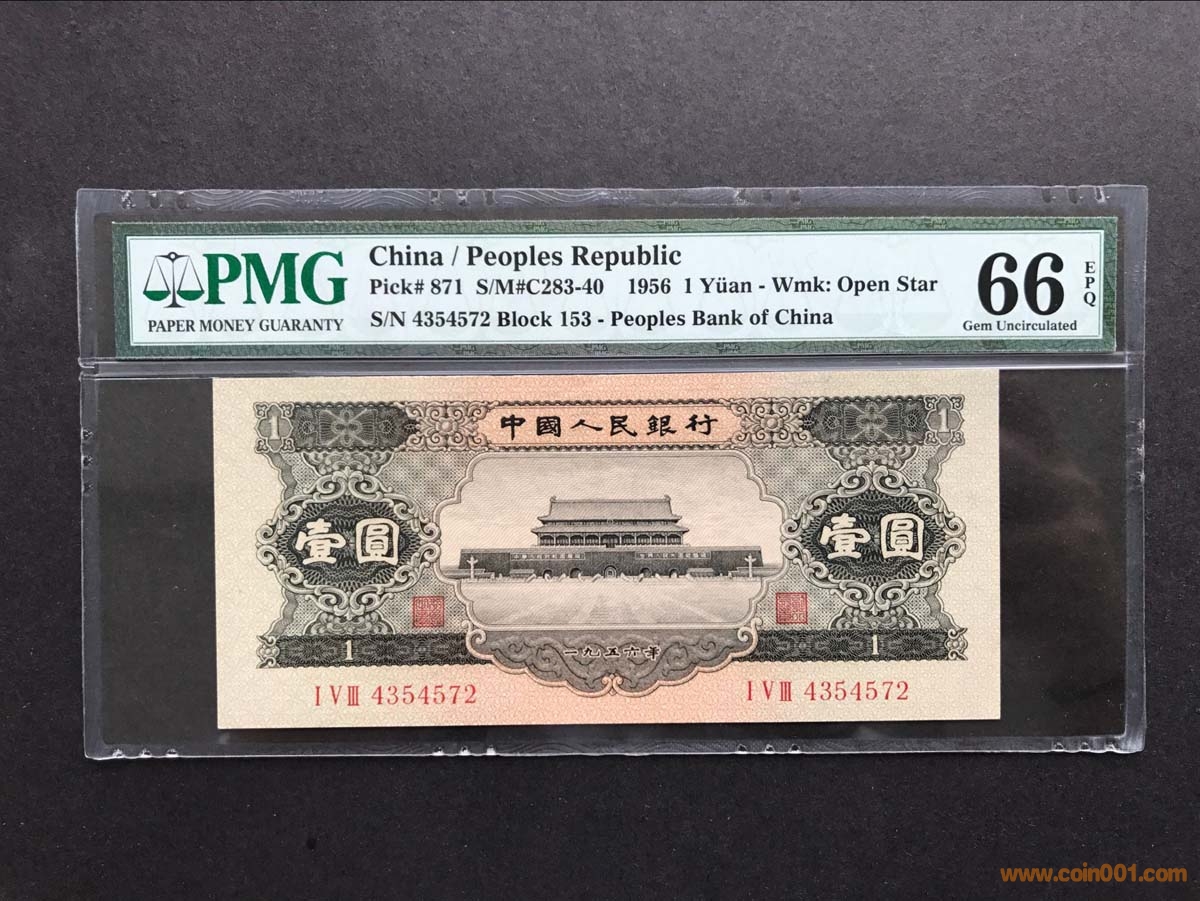 PMG
PAPER MONEY GUARANTY
China / Peoples Republic
Pick# 871 S/M#C283-40 1956 1 Yüan - Wmk: Open Star
S/N 4354572 Block 153 - Peoples Bank of China
66 EPQ
Gem Uncirculated
1 中國人民銀行 1
壹圓 壹圓
1 一九五六年 1
I V III 4354572 I V III 4354572
www.coin001.com